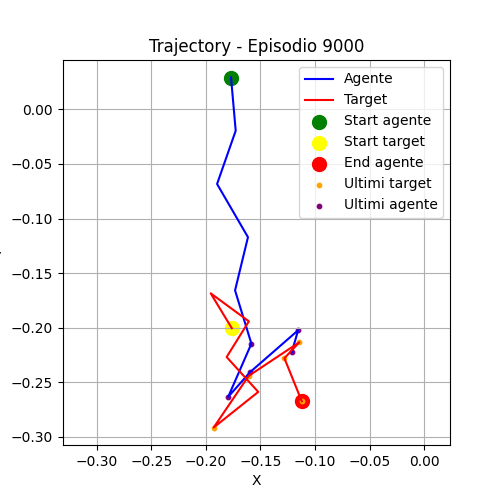 Trajectory - Episodio 9000
Agente
Target
Start agente
Start target
End agente
Ultimi target
Ultimi agente
0.00
−0.05
−0.10
−0.15
−0.20
−0.25
−0.30
−0.30 −0.25 −0.20 −0.15 −0.10 −0.05 0.00
X